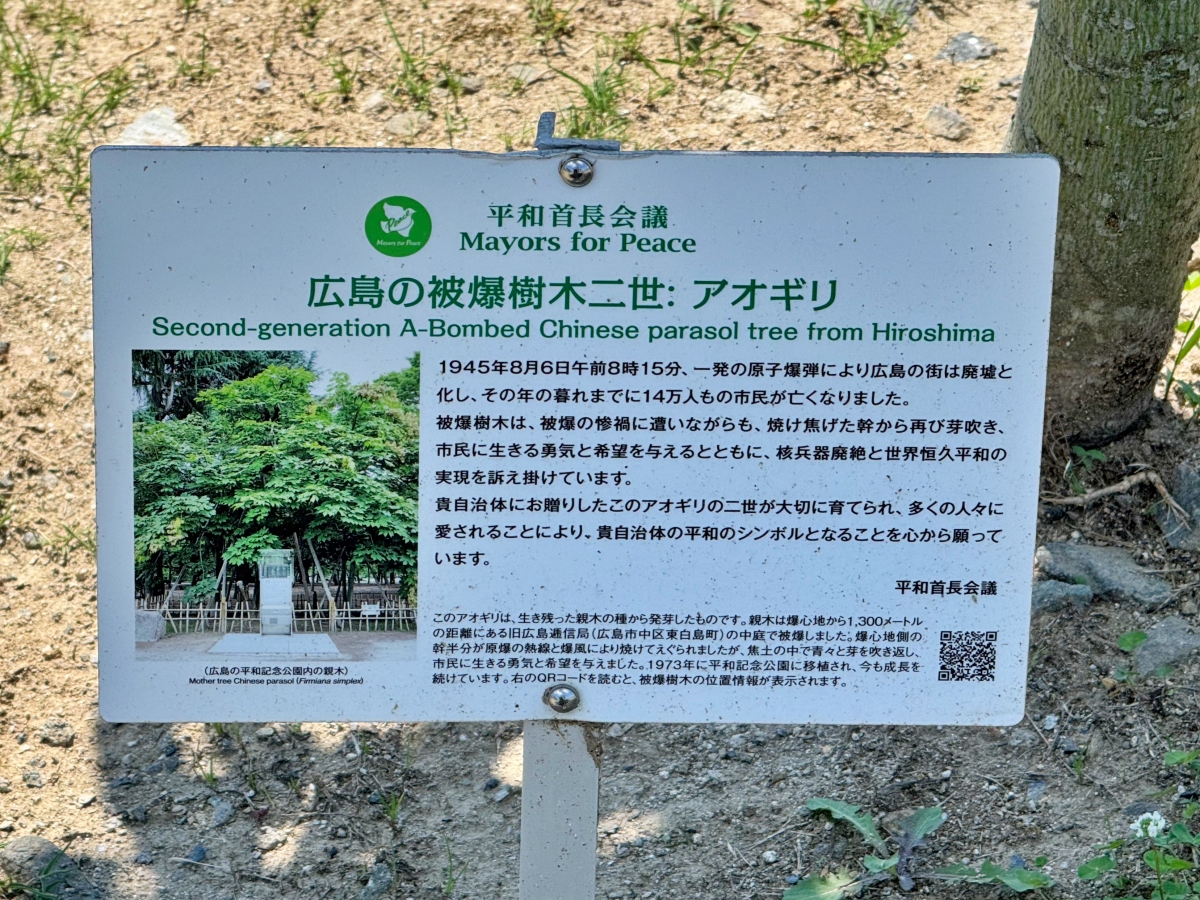 平和首長会議
Mayors for Peace
Mayors for Peace
広島の被爆樹木二世: アオギリ
Second-generation A-Bombed Chinese parasol tree from Hiroshima
1945年8月6日午前8時15分、一発の原子爆弾により広島の街は廃墟と
化し、その年の暮れまでに14万人もの市民が亡くなりました。
被爆樹木は、被爆の惨禍に遭いながらも、焼け焦げた幹から再び芽吹き、
市民に生きる勇気と希望を与えるとともに、核兵器廃絶と世界恒久平和の
実現を訴え掛けています。
貴自治体にお贈りしたこのアオギリの二世が大切に育てられ、多くの人々に
愛されることにより、貴自治体の平和のシンボルとなることを心から願って
います。
平和首長会議
(広島の平和記念公園内の親木)
Mother tree Chinese parasol (Firmiana simplex)
このアオギリは、生き残った親木の種から発芽したものです。親木は爆心地から1,300メートル
の距離にある旧広島逓信局(広島市中区東白島町)の中庭で被爆しました。爆心地側の
幹半分が原爆の熱線と爆風により焼けてえぐられましたが、焦土の中で青々と芽を吹き返し、
市民に生きる勇気と希望を与えました。1973年に平和記念公園に移植され、今も成長を
続けています。右のQRコードを読むと、被爆樹木の位置情報が表示されます。